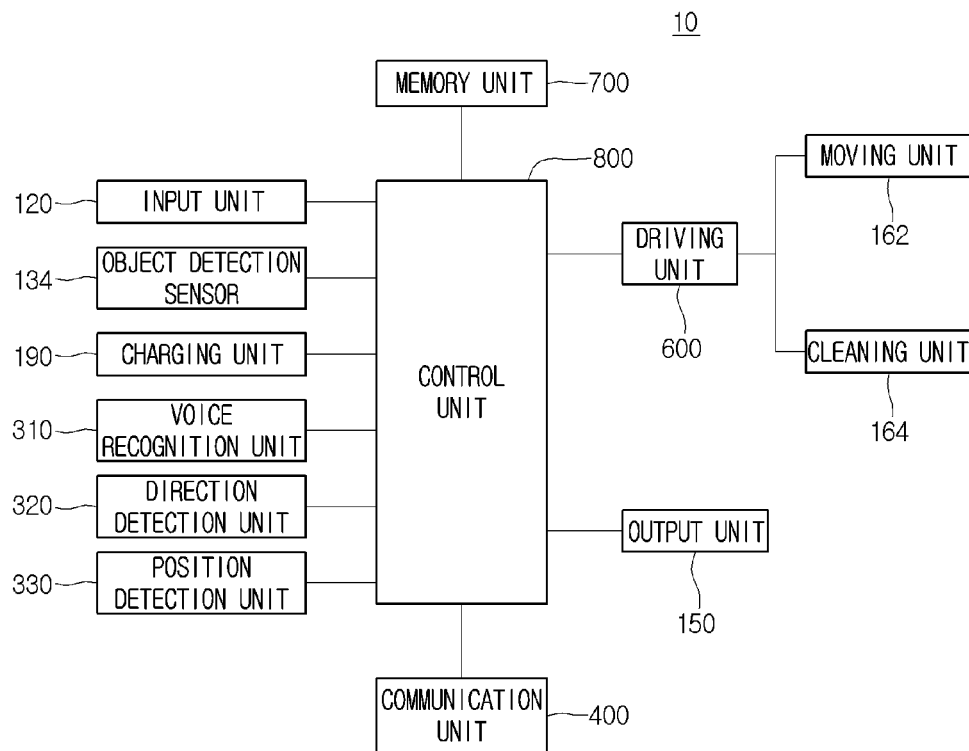 10
MEMORY UNIT
700
800
120
INPUT UNIT
134
OBJECT DETECTION
SENSOR
190
CHARGING UNIT
310
VOICE
RECOGNITION UNIT
320
DIRECTION
DETECTION UNIT
330
POSITION
DETECTION UNIT
CONTROL
UNIT
DRIVING
UNIT
600
MOVING UNIT
162
CLEANING UNIT
164
OUTPUT UNIT
150
COMMUNICATION
UNIT
400